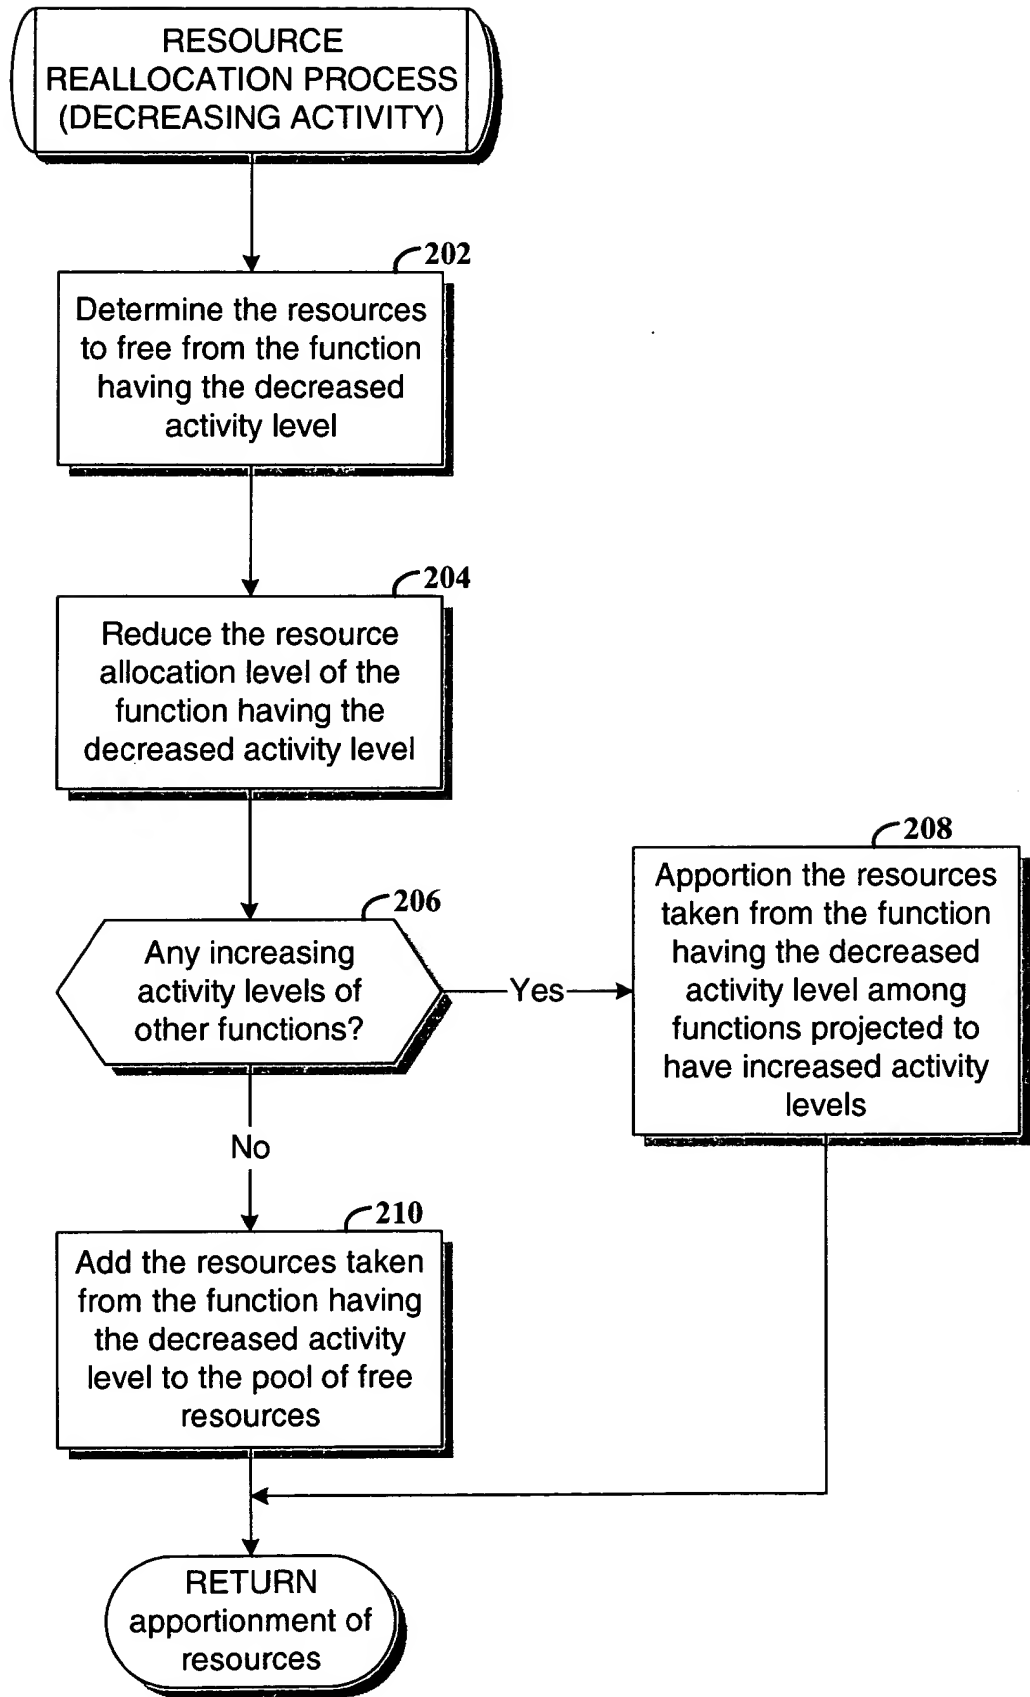 RESOURCE
REALLOCATION PROCESS
(DECREASING ACTIVITY)
202
Determine the resources
to free from the function
having the decreased
activity level
204
Reduce the resource
allocation level of the
function having the
decreased activity level
206
Any increasing
activity levels of
other functions?
Yes
208
Apportion the resources
taken from the function
having the decreased
activity level among
functions projected to
have increased activity
levels
No
210
Add the resources taken
from the function having
the decreased activity
level to the pool of free
resources
RETURN
apportionment of
resources